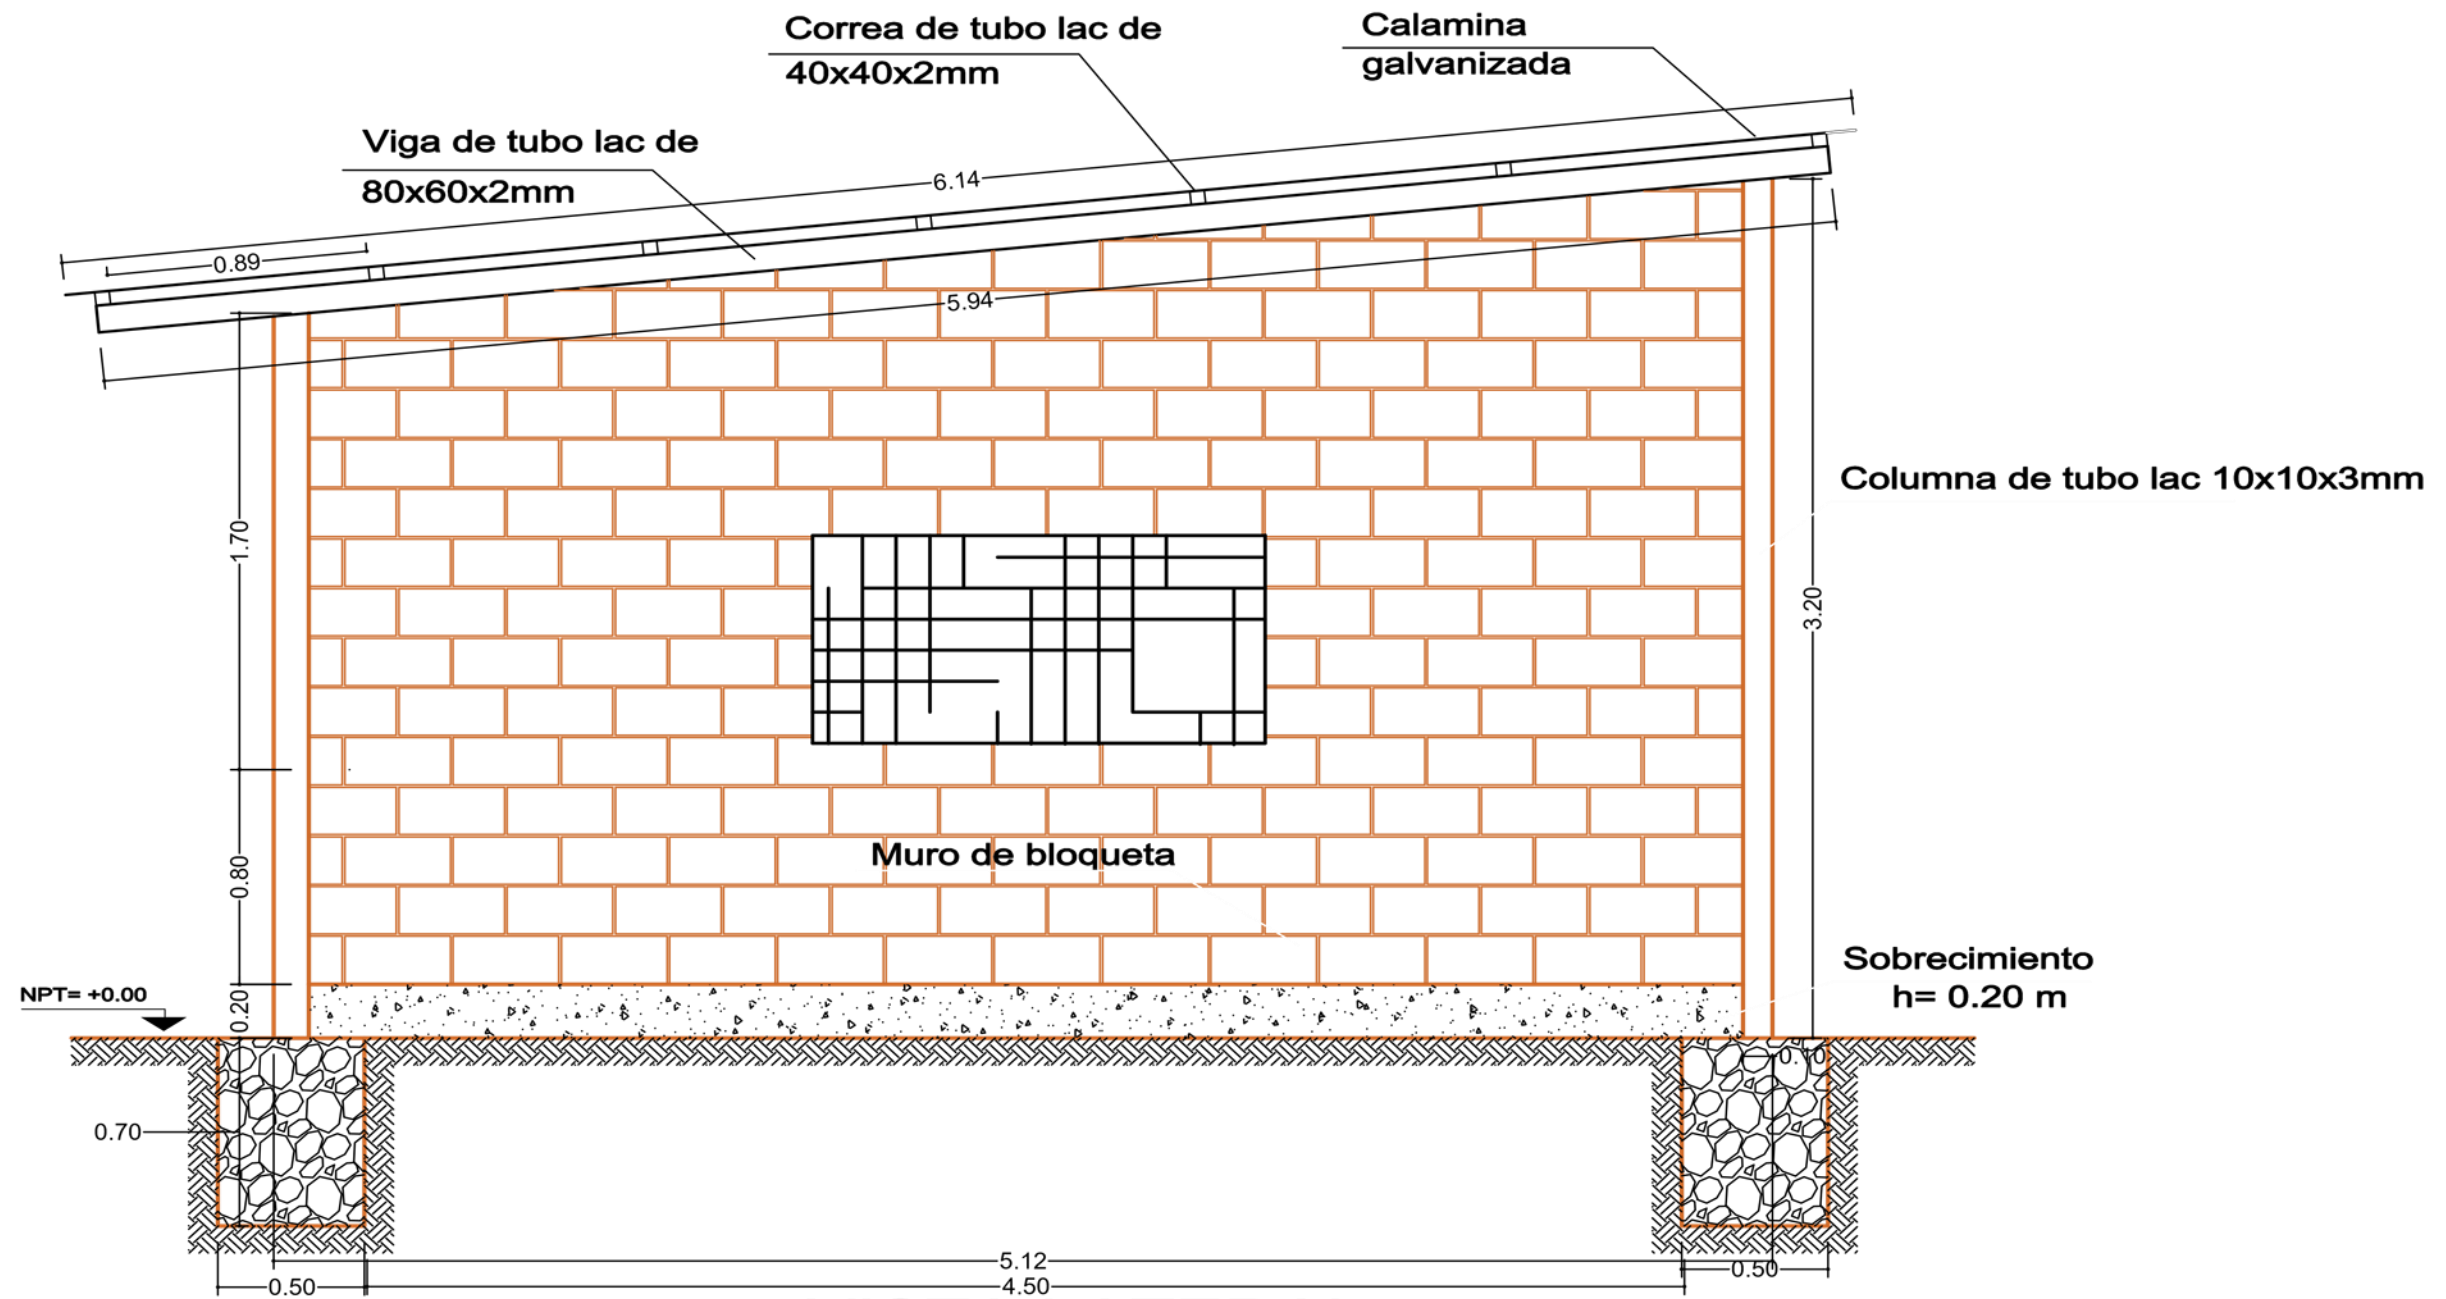 Correa de tubo lac de
40x40x2mm
Calamina
galvanizada
Viga de tubo lac de
80x60x2mm
6.14
0.89
5.94
1.70
Columna de tubo lac 10x10x3mm
3.20
Muro de bloqueta
0.80
Sobrecimiento
h= 0.20 m
NPT= +0.00
0.20
0.10
0.70
5.12
0.50
4.50
0.50